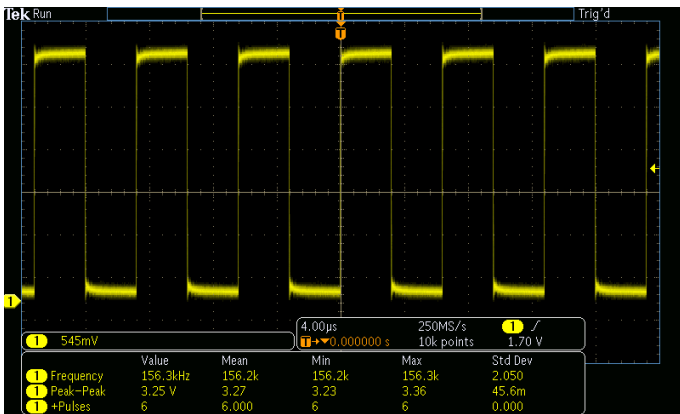 Tek Run Trig'd
T
T
1
1 545mV
4.00µs 250MS/s 1 /
T→▼0.000000 s 10k points 1.70 V
Value Mean Min Max Std Dev
1 Frequency 156.3kHz 156.2k 156.2k 156.3k 2.050
1 Peak-Peak 3.25 V 3.27 3.23 3.36 45.6m
1 +Pulses 6 6.000 6 6 0.000